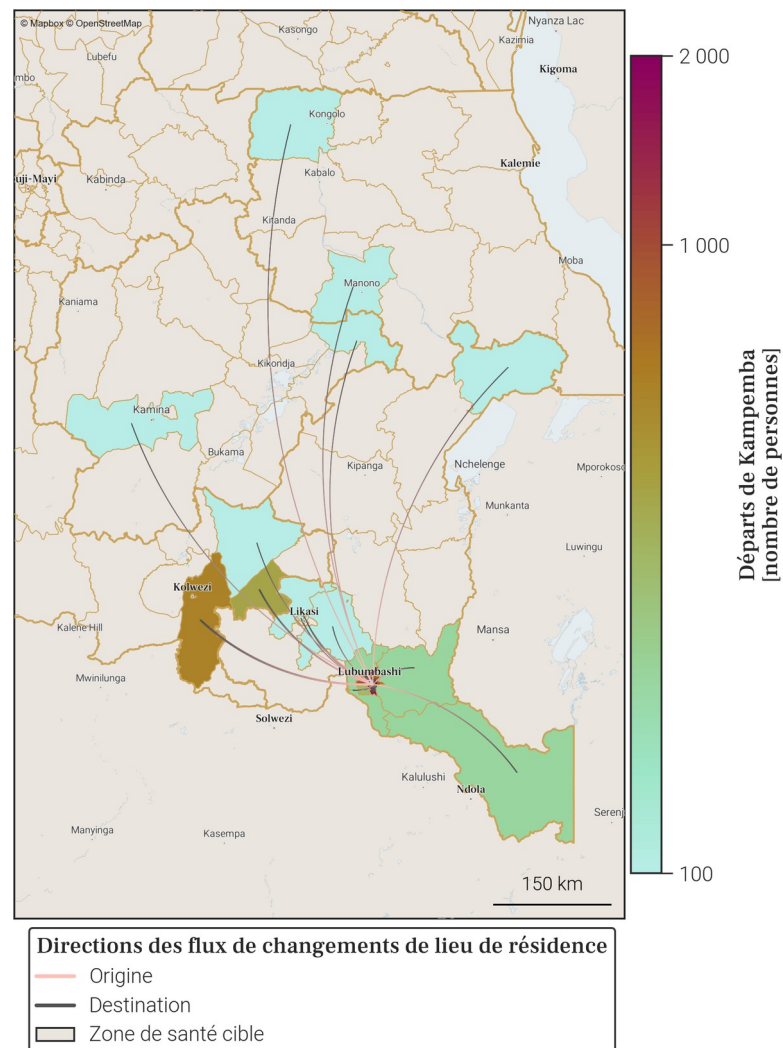 © Mapbox © OpenStreetMap
Kasongo
Nyanza Lac
Kazimia
Lubefu
Kigoma
mbo
2 000
Kongolo
Kalemie
Kabalo
uji-Mayi
Kabinda
Kitanda
1 000
Moba
Manono
Kaniama
Kikondja
Kamina
Bukama
Kipanga
Nchelenge
Mporokoso
Munkanta
Luwingu
Kolwezi
Likasi
Kalene Hill
Mansa
Mwinilunga
Lubumbashi
Solwezi
Kalulushi
Ndola
Serenj
Manyinga
Kasempa
100
150 km
Départs de Kampemba
[nombre de personnes]
Directions des flux de changements de lieu de résidence
Origine
Destination
Zone de santé cible